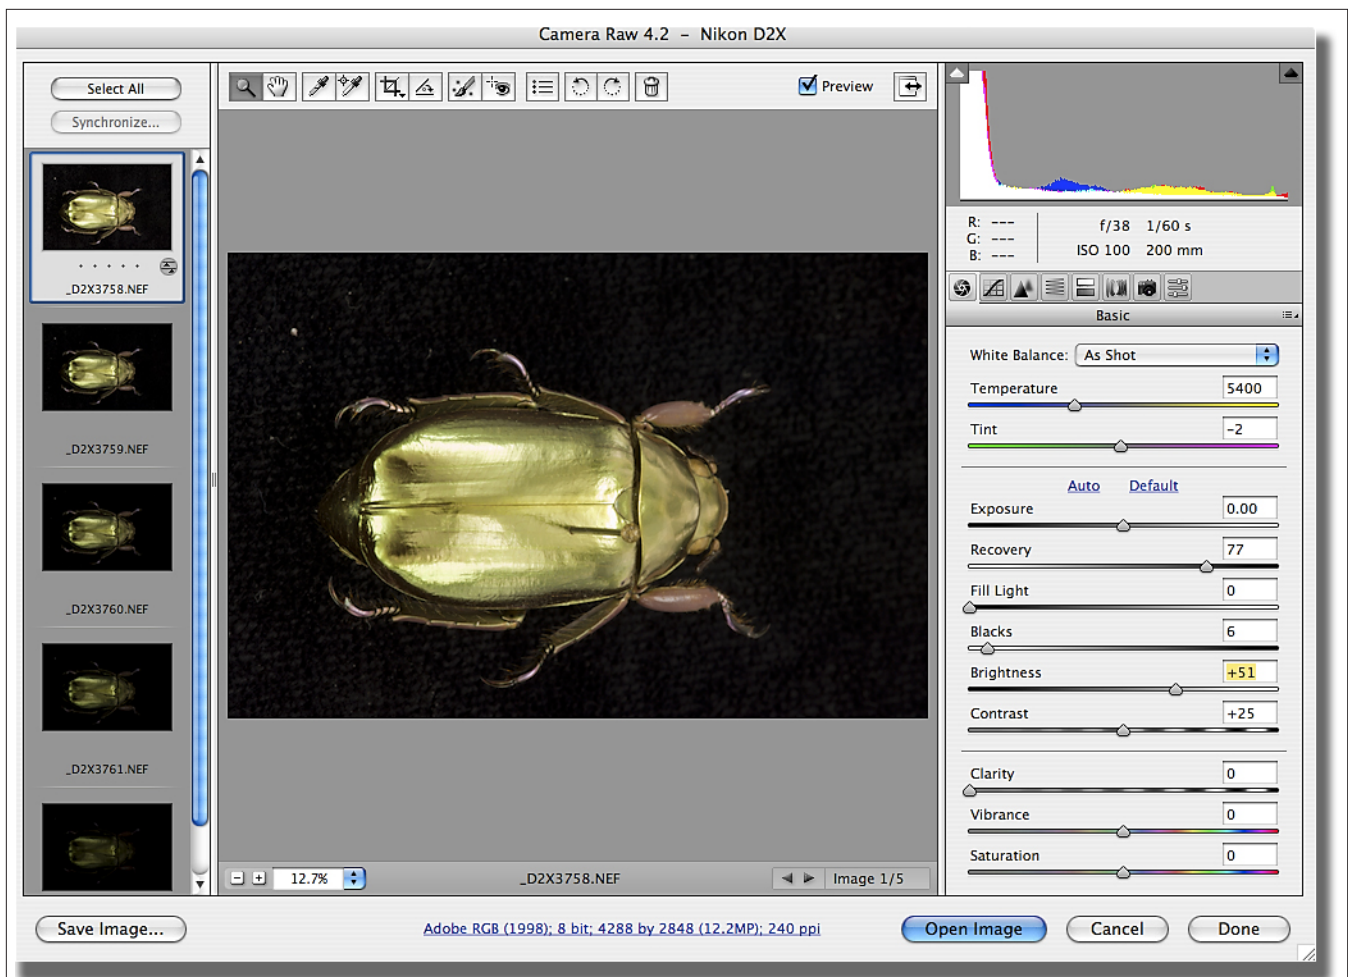 Camera Raw 4.2 – Nikon D2X
Select All
Synchronize...
Preview
_D2X3758.NEF
_D2X3759.NEF
_D2X3760.NEF
_D2X3761.NEF
R: ---
G: ---
B: ---
f/38 1/60 s
ISO 100 200 mm
Basic
White Balance: As Shot
Temperature 5400
Tint -2
Auto Default
Exposure 0.00
Recovery 77
Fill Light 0
Blacks 6
Brightness +51
Contrast +25
Clarity 0
Vibrance 0
Saturation 0
12.7%
_D2X3758.NEF
Image 1/5
Save Image...
Adobe RGB (1998); 8 bit; 4288 by 2848 (12.2MP); 240 ppi
Open Image
Cancel
Done